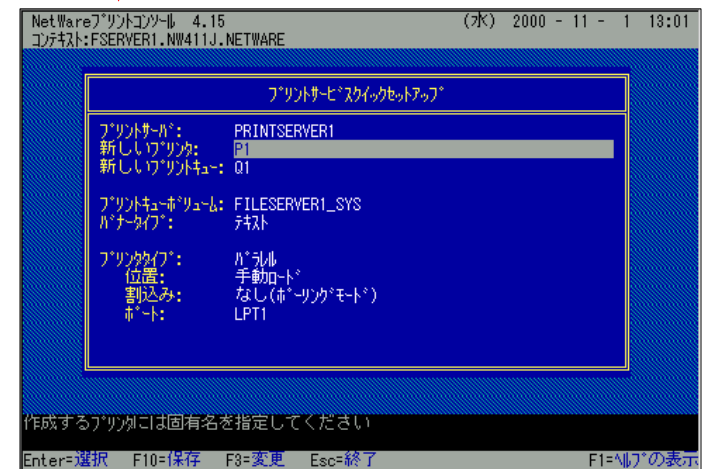 NetWareﾌﾟﾘﾝﾄｺﾝｿｰﾙ 4.15 (水) 2000 - 11 - 1 13:01
ｺﾝﾃｷｽﾄ:FSERVER1.NW411J.NETWARE
ﾌﾟﾘﾝﾄｻｰﾋﾞｽｸｲｯｸｾｯﾄｱｯﾌﾟ
ﾌﾟﾘﾝﾄｻｰﾊﾞ: PRINTSERVER1
新しいﾌﾟﾘﾝﾀ: P1
新しいﾌﾟﾘﾝﾄｷｭｰ: Q1
ﾌﾟﾘﾝﾄｷｭｰﾎﾞﾘｭｰﾑ: FILESERVER1_SYS
ﾊﾞﾅｰﾀｲﾌﾟ: ﾃｷｽﾄ
ﾌﾟﾘﾝﾀﾀｲﾌﾟ: ﾊﾟﾗﾚﾙ
位置: 手動ﾛｰﾄﾞ
割込み: なし(ﾎﾟｰﾘﾝｸﾞﾓｰﾄﾞ)
ﾎﾟｰﾄ: LPT1
作成するﾌﾟﾘﾝﾀには固有名を指定してください
Enter=選択 F10=保存 F3=変更 Esc=終了 F1=ﾍﾙﾌﾟの表示